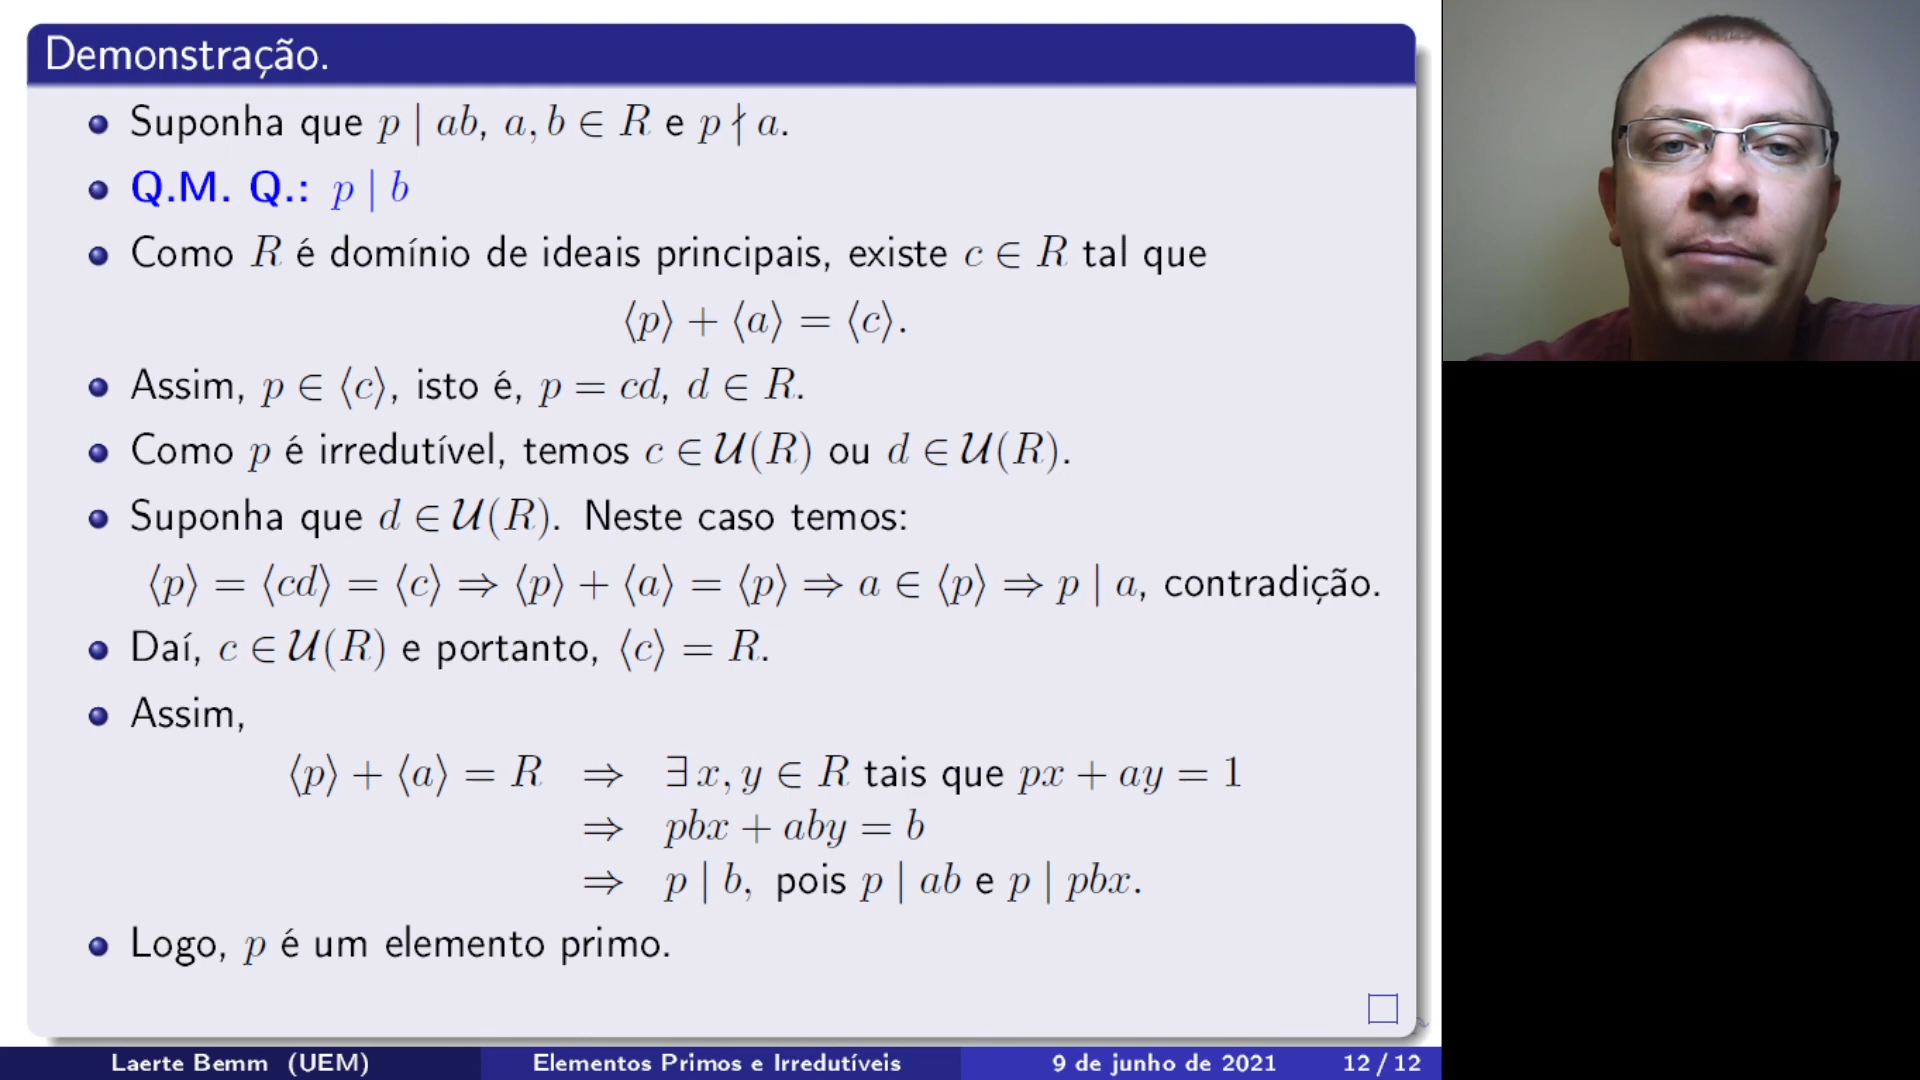 Demonstração.
Suponha que p | ab, a, b ∈ R e p ∤ a.
Q.M. Q.: p | b
Como R é domínio de ideais principais, existe c ∈ R tal que
⟨p⟩ + ⟨a⟩ = ⟨c⟩.
Assim, p ∈ ⟨c⟩, isto é, p = cd, d ∈ R.
Como p é irredutível, temos c ∈ 𝒰(R) ou d ∈ 𝒰(R).
Suponha que d ∈ 𝒰(R). Neste caso temos:
⟨p⟩ = ⟨cd⟩ = ⟨c⟩ ⇒ ⟨p⟩ + ⟨a⟩ = ⟨p⟩ ⇒ a ∈ ⟨p⟩ ⇒ p | a, contradição.
Daí, c ∈ 𝒰(R) e portanto, ⟨c⟩ = R.
Assim,
⟨p⟩ + ⟨a⟩ = R ⇒ ∃ x, y ∈ R tais que px + ay = 1
⇒ pbx + aby = b
⇒ p | b, pois p | ab e p | pbx.
Logo, p é um elemento primo.
Laerte Bemm (UEM) Elementos Primos e Irredutíveis 9 de junho de 2021 12 / 12